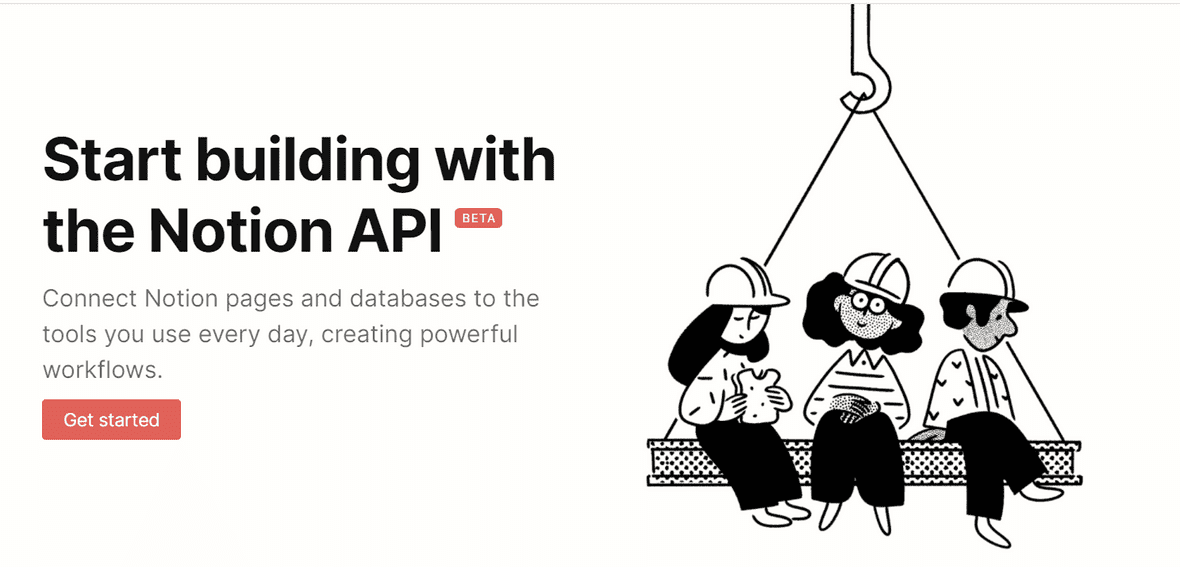 Start building with
the Notion API BETA
Connect Notion pages and databases to the
tools you use every day, creating powerful
workflows.
Get started